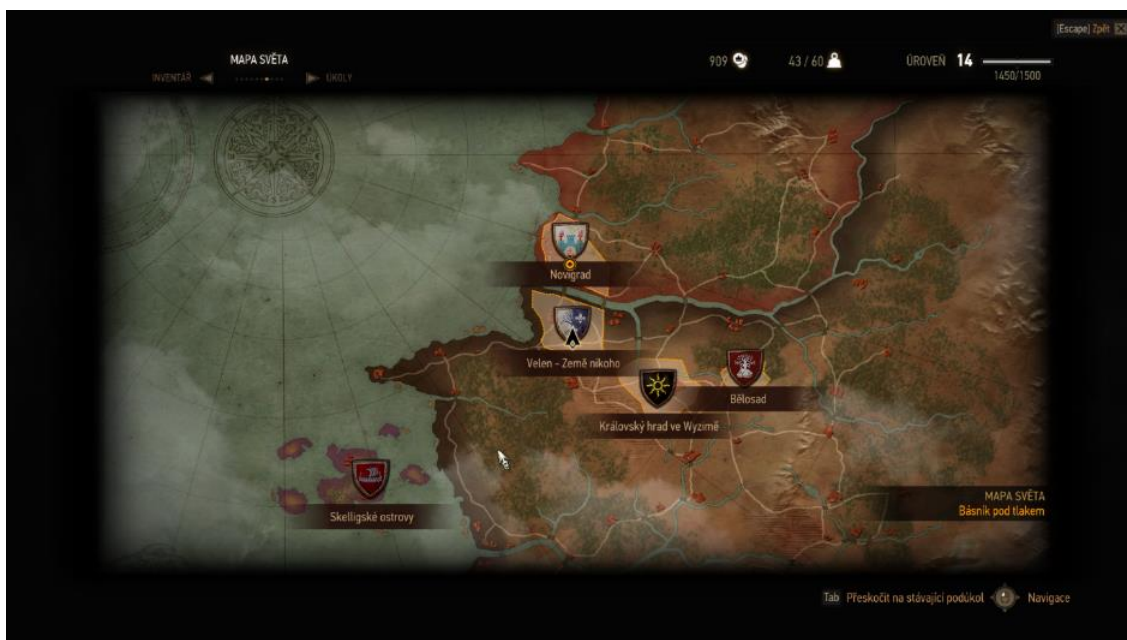 [Escape] Zpět
MAPA SVĚTA
909
43 / 60
ÚROVEŇ 14
INVENTÁŘ
ÚKOLY
1450/1500
Novigrad
Velen – Země nikoho
Bělosad
Královský hrad ve Wyzimě
Skelligské ostrovy
MAPA SVĚTA
Básník pod tlakem
Tab Přeskočit na stávající podúkol
Navigace